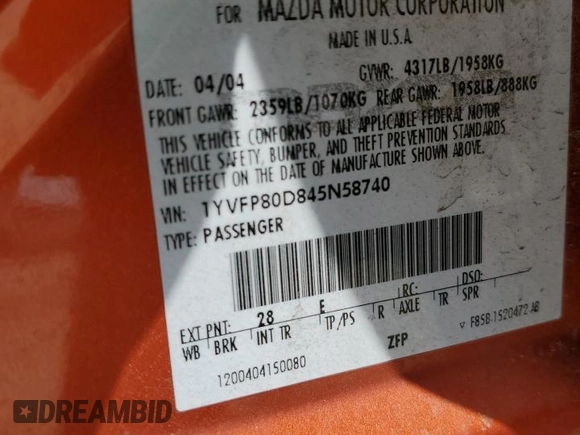 FOR MAZDA MOTOR CORPORATION
MADE IN U.S.A.
DATE: 04/04 GVWR: 4317LB/1958KG
FRONT GAWR: 2359LB/1070KG REAR GAWR: 1958LB/888KG
THIS VEHICLE CONFORMS TO ALL APPLICABLE FEDERAL MOTOR
VEHICLE SAFETY, BUMPER, AND THEFT PREVENTION STANDARDS
IN EFFECT ON THE DATE OF MANUFACTURE SHOWN ABOVE.
VIN: 1YVFP80D845N58740
TYPE: PASSENGER
EXT PNT: 28 E RC: DSO:
WB BRK INT TR TP/PS R AXLE TR SPR
ZFP F85B-1520472-AB
1200404150080
DREAMBID